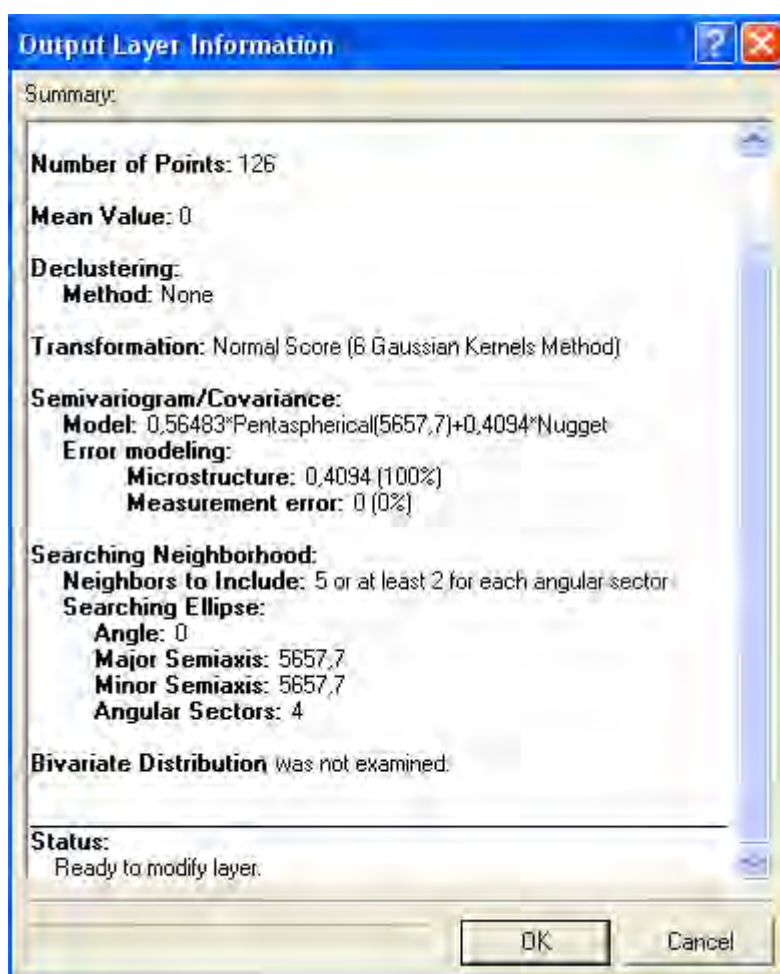 Output Layer Information
Summary:
Number of Points: 126
Mean Value: 0
Declustering:
Method: None
Transformation: Normal Score (6 Gaussian Kernels Method)
Semivariogram/Covariance:
Model: 0,56483*Pentaspherical(5657,7)+0,4094*Nugget
Error modeling:
Microstructure: 0,4094 (100%)
Measurement error: 0 (0%)
Searching Neighborhood:
Neighbors to Include: 5 or at least 2 for each angular sector
Searching Ellipse:
Angle: 0
Major Semiaxis: 5657,7
Minor Semiaxis: 5657,7
Angular Sectors: 4
Bivariate Distribution was not examined.
Status:
Ready to modify layer.
OK Cancel